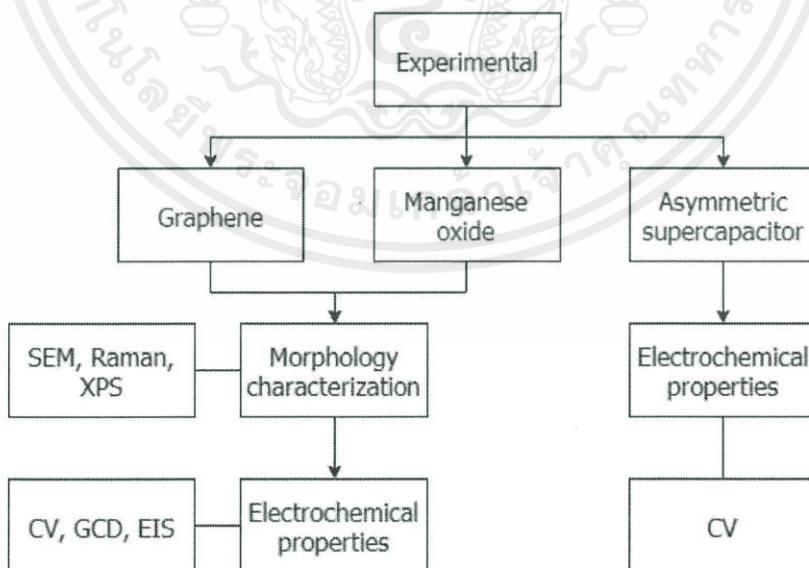 Experimental
Graphene
Manganese
oxide
Asymmetric
supercapacitor
SEM, Raman,
XPS
Morphology
characterization
Electrochemical
properties
CV, GCD, EIS
Electrochemical
properties
CV